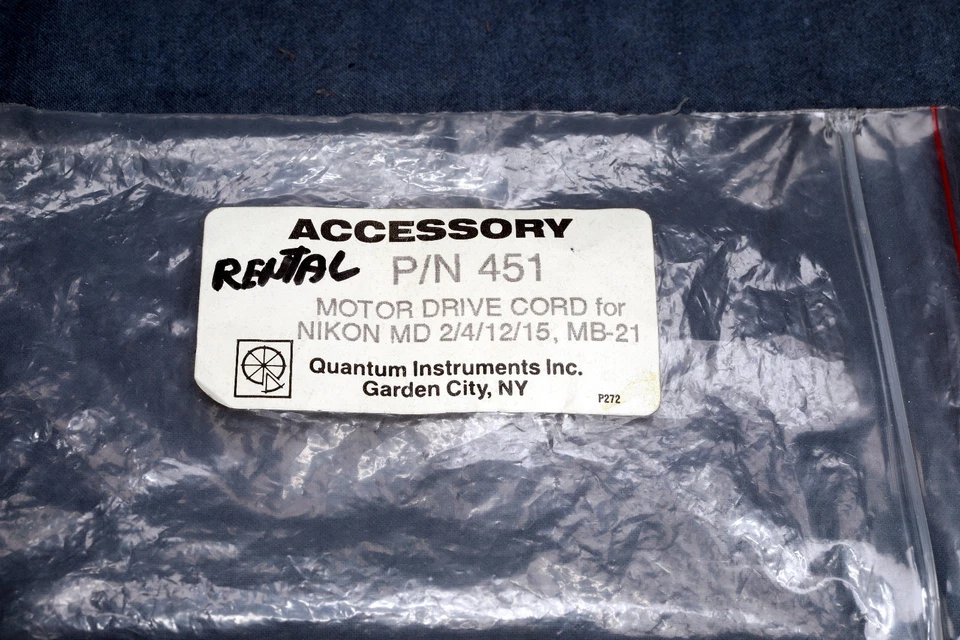 ACCESSORY
RENTAL P/N 451
MOTOR DRIVE CORD for
NIKON MD 2/4/12/15, MB-21
Quantum Instruments Inc.
Garden City, NY
P272